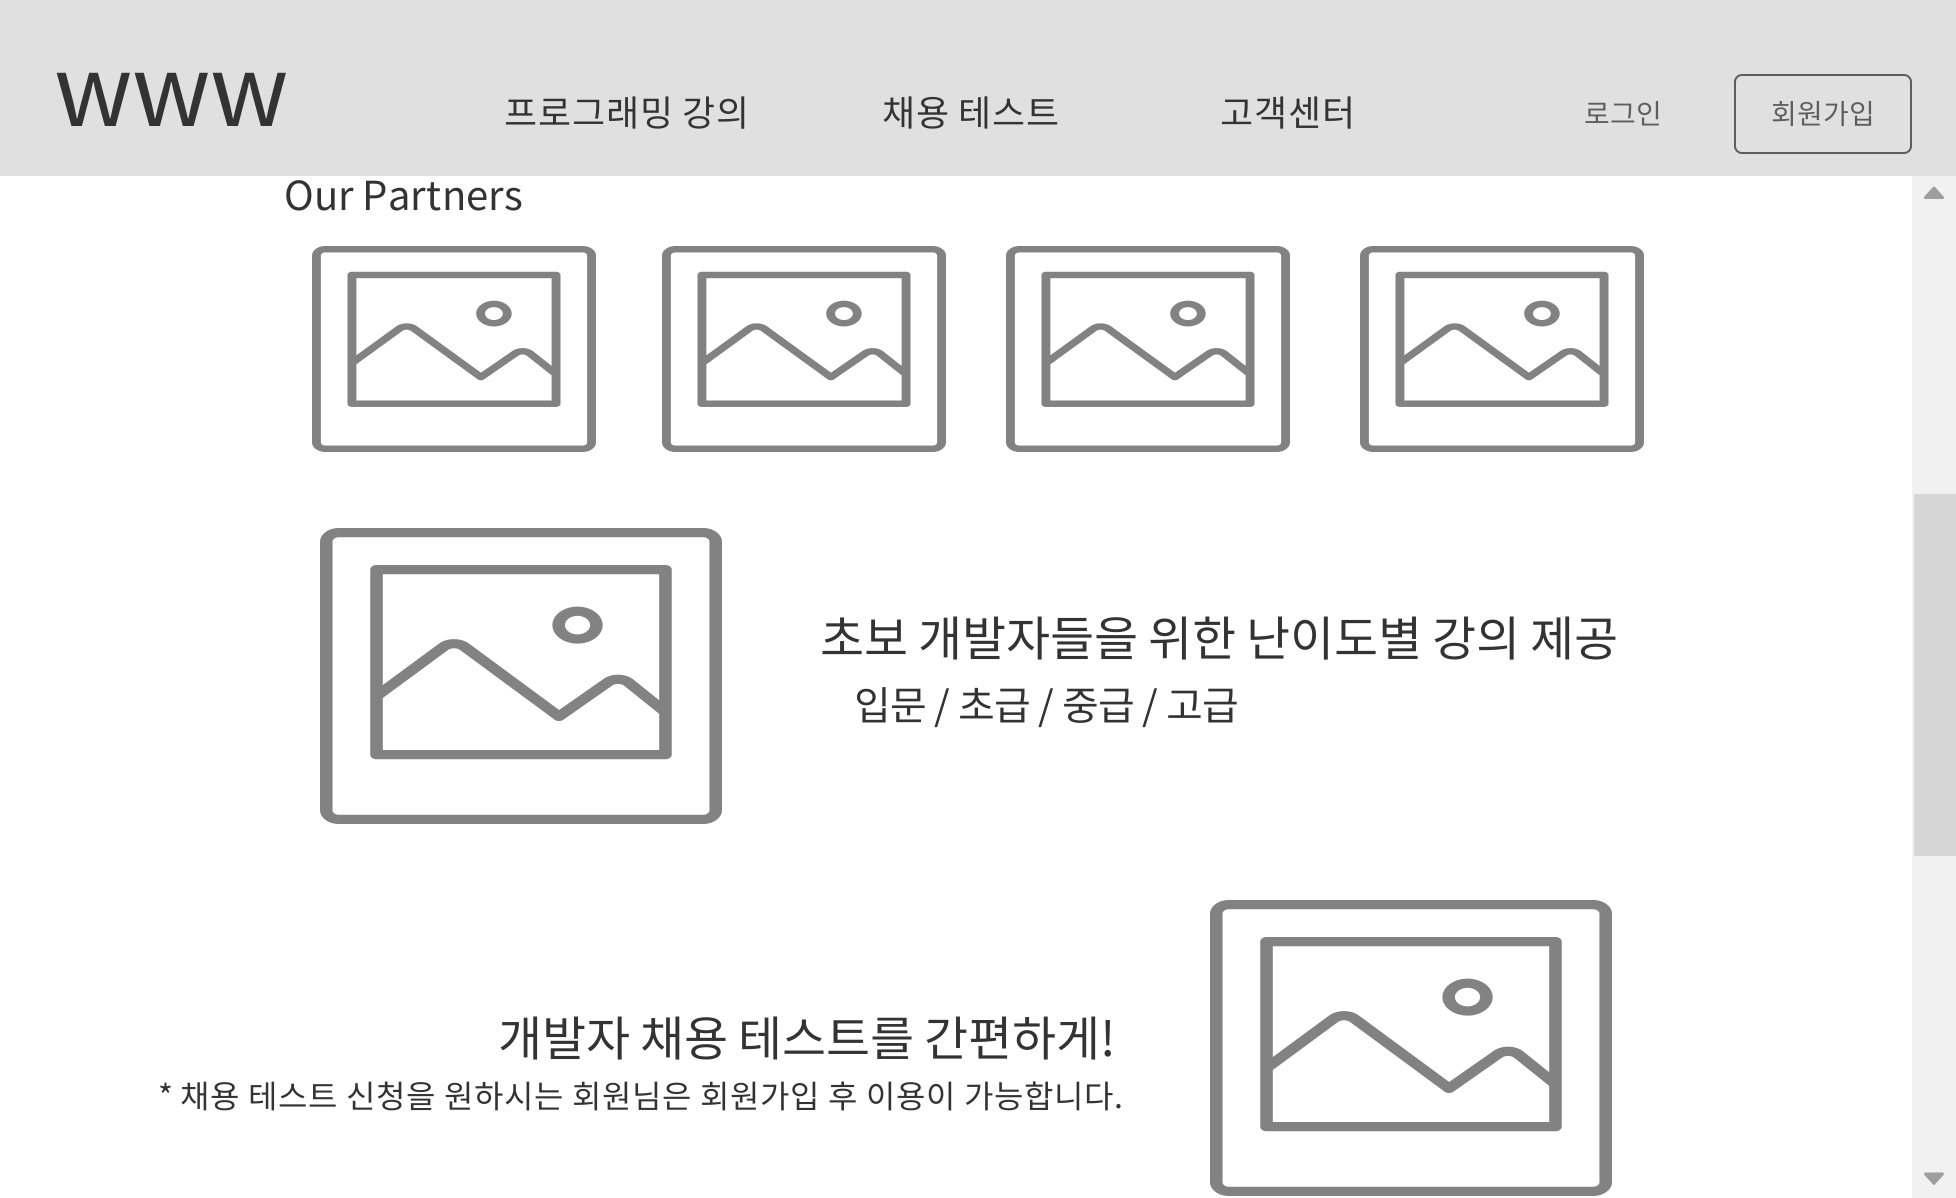 WWW
프로그래밍 강의
채용 테스트
고객센터
로그인
회원가입
Our Partners
초보 개발자들을 위한 난이도별 강의 제공
입문 / 초급 / 중급 / 고급
개발자 채용 테스트를 간편하게!
* 채용 테스트 신청을 원하시는 회원님은 회원가입 후 이용이 가능합니다.